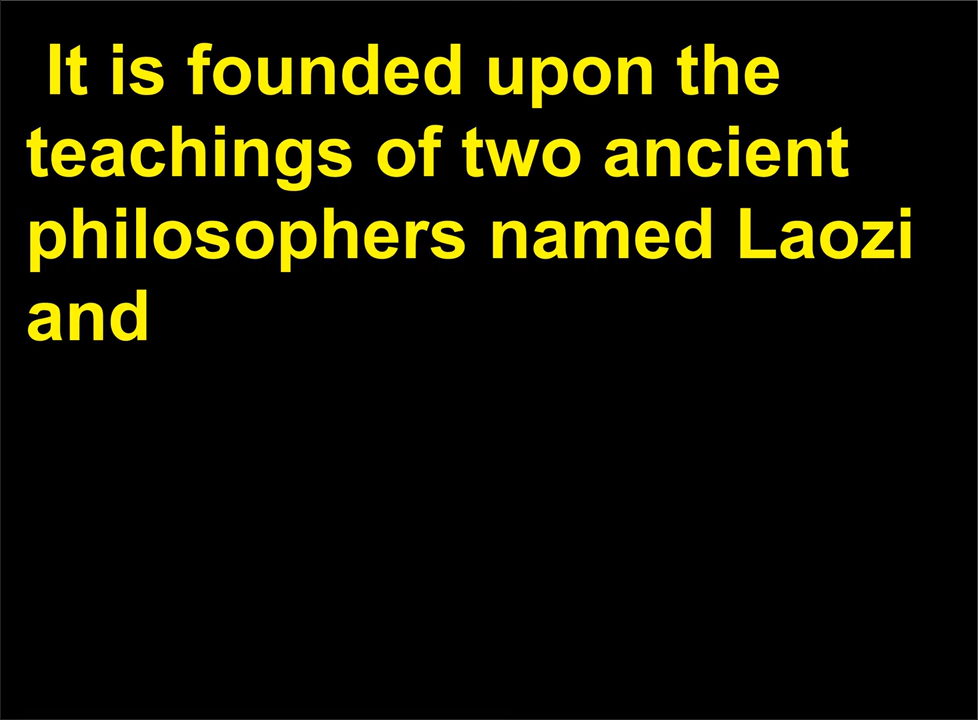 It is founded upon the
teachings of two ancient
philosophers named Laozi
and